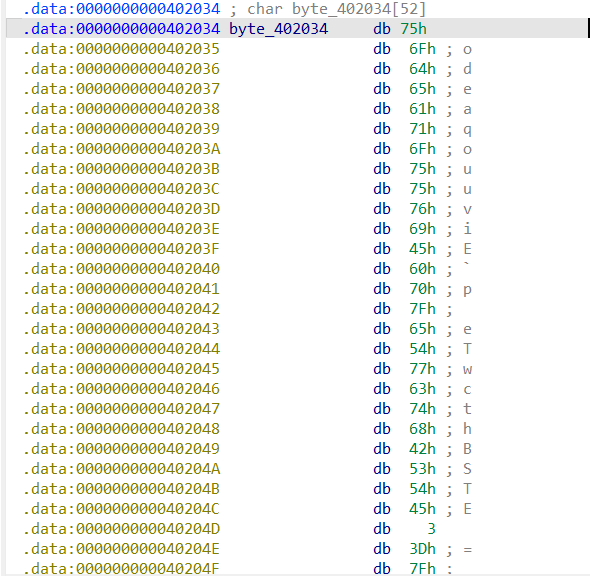 .data:0000000000402034 ; char byte_402034[52]
.data:0000000000402034 byte_402034 db 75h
.data:0000000000402035 db 6Fh ; o
.data:0000000000402036 db 64h ; d
.data:0000000000402037 db 65h ; e
.data:0000000000402038 db 61h ; a
.data:0000000000402039 db 71h ; q
.data:000000000040203A db 6Fh ; o
.data:000000000040203B db 75h ; u
.data:000000000040203C db 75h ; u
.data:000000000040203D db 76h ; v
.data:000000000040203E db 69h ; i
.data:000000000040203F db 45h ; E
.data:0000000000402040 db 60h ; `
.data:0000000000402041 db 70h ; p
.data:0000000000402042 db 7Fh ;
.data:0000000000402043 db 65h ; e
.data:0000000000402044 db 54h ; T
.data:0000000000402045 db 77h ; w
.data:0000000000402046 db 63h ; c
.data:0000000000402047 db 74h ; t
.data:0000000000402048 db 68h ; h
.data:0000000000402049 db 42h ; B
.data:000000000040204A db 53h ; S
.data:000000000040204B db 54h ; T
.data:000000000040204C db 45h ; E
.data:000000000040204D db 3
.data:000000000040204E db 3Dh ; =
.data:000000000040204F db 7Fh ;